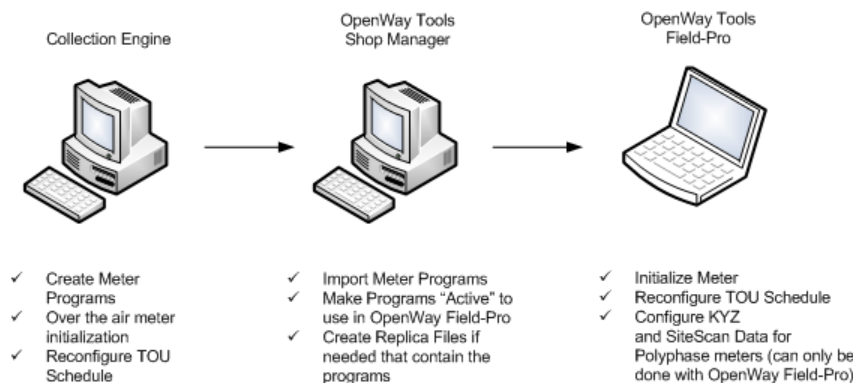 Collection Engine
OpenWay Tools
Shop Manager
OpenWay Tools
Field-Pro
✓ Create Meter
Programs
✓ Over the air meter
initialization
✓ Reconfigure TOU
Schedule
✓ Import Meter Programs
✓ Make Programs “Active” to
use in OpenWay Field-Pro
✓ Create Replica Files if
needed that contain the
programs
✓ Initialize Meter
✓ Reconfigure TOU Schedule
✓ Configure KYZ
and SiteScan Data for
Polyphase meters (can only be
done with OpenWay Field-Pro)